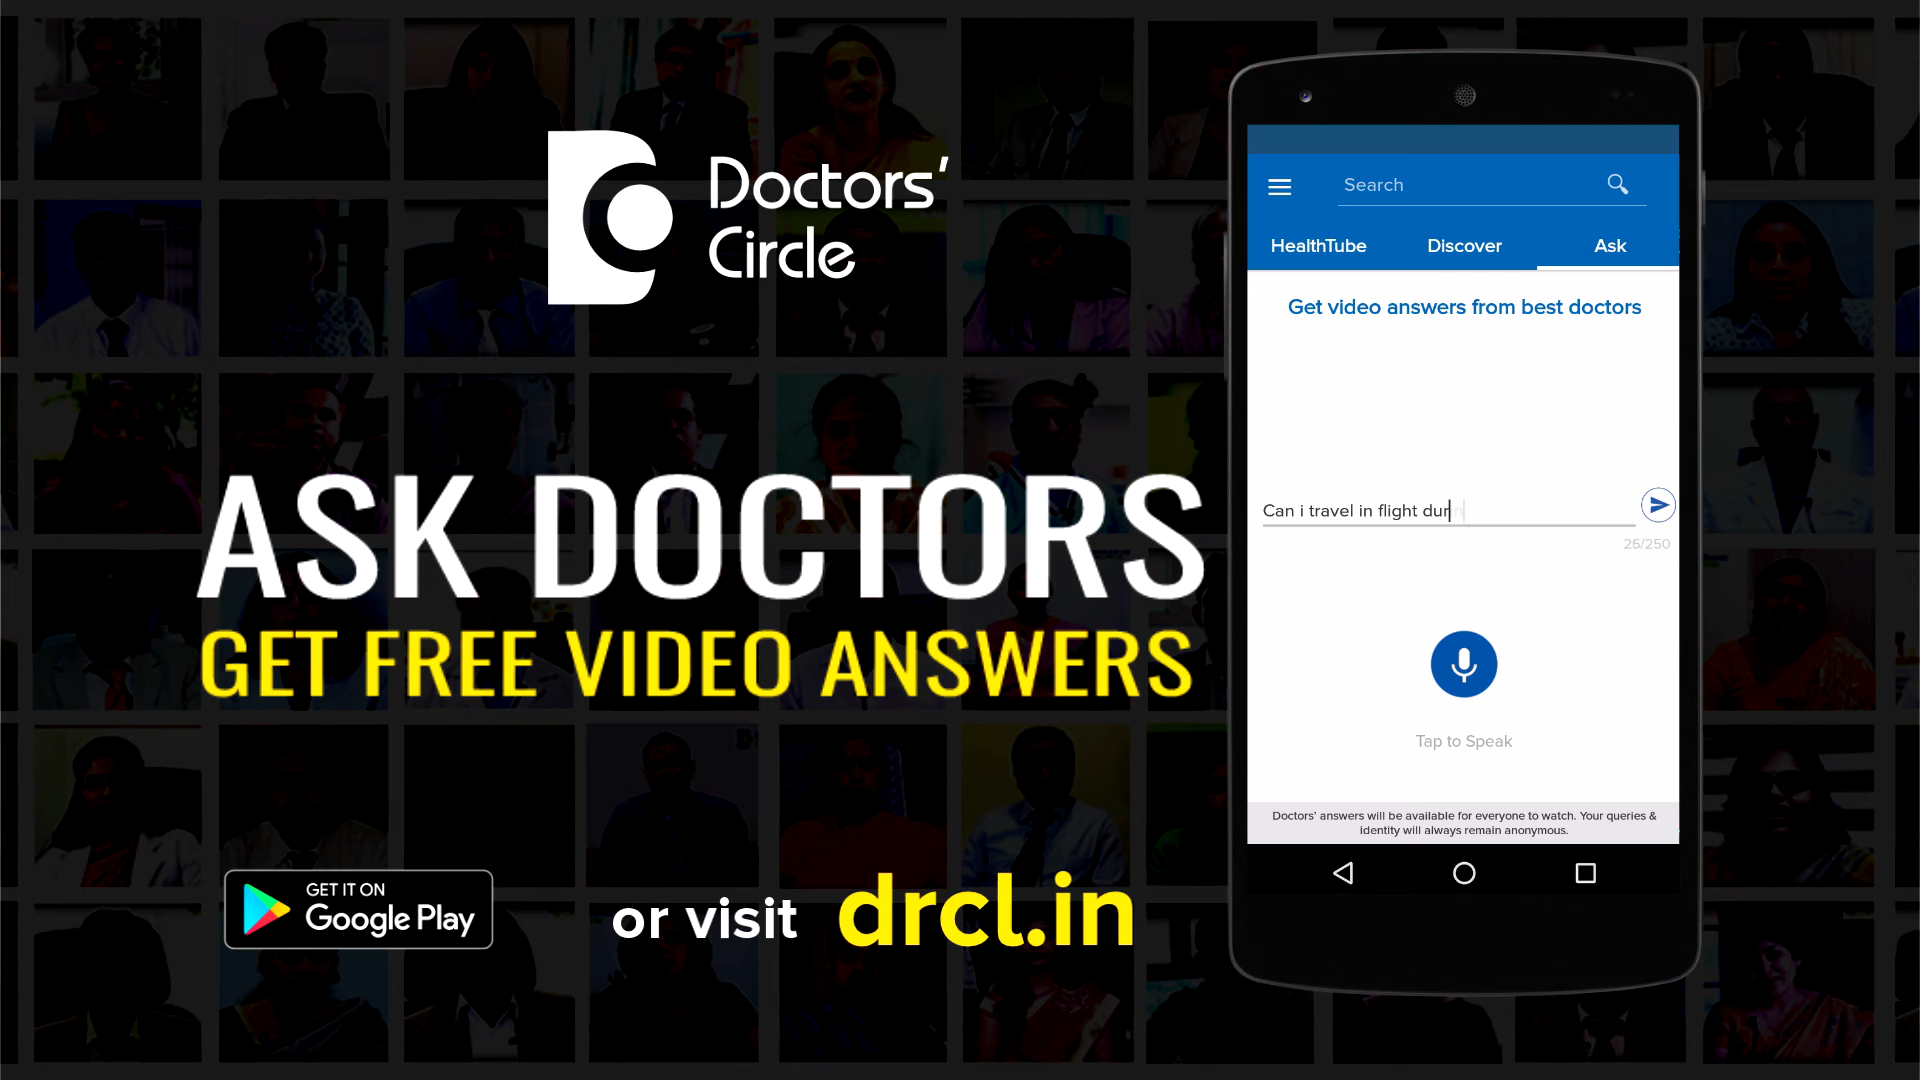 Doctors'
Circle
ASK DOCTORS
GET FREE VIDEO ANSWERS
GET IT ON
Google Play
or visit drcl.in
Search
HealthTube Discover Ask
Get video answers from best doctors
Can i travel in flight dur
25/250
Tap to Speak
Doctors' answers will be available for everyone to watch. Your queries &
identity will always remain anonymous.